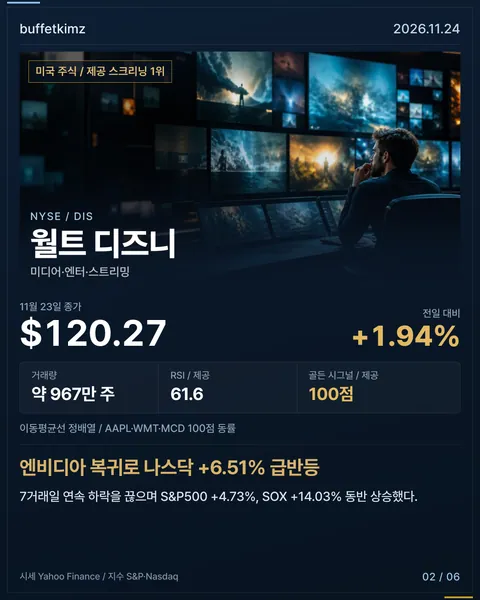 buffetkimz
2026.11.24
미국 주식 / 제공 스크리닝 1위
NYSE / DIS
월트 디즈니
미디어·엔터·스트리밍
11월 23일 종가
전일 대비
$120.27
+1.94%
거래량
RSI / 제공
골든 시그널 / 제공
약 967만 주
61.6
100점
이동평균선 정배열 / AAPL·WMT·MCD 100점 동률
엔비디아 복귀로 나스닥 +6.51% 급반등
7거래일 연속 하락을 끊으며 S&P500 +4.73%, SOX +14.03% 동반 상승했다.
시세 Yahoo Finance / 지수 S&P·Nasdaq
02 / 06